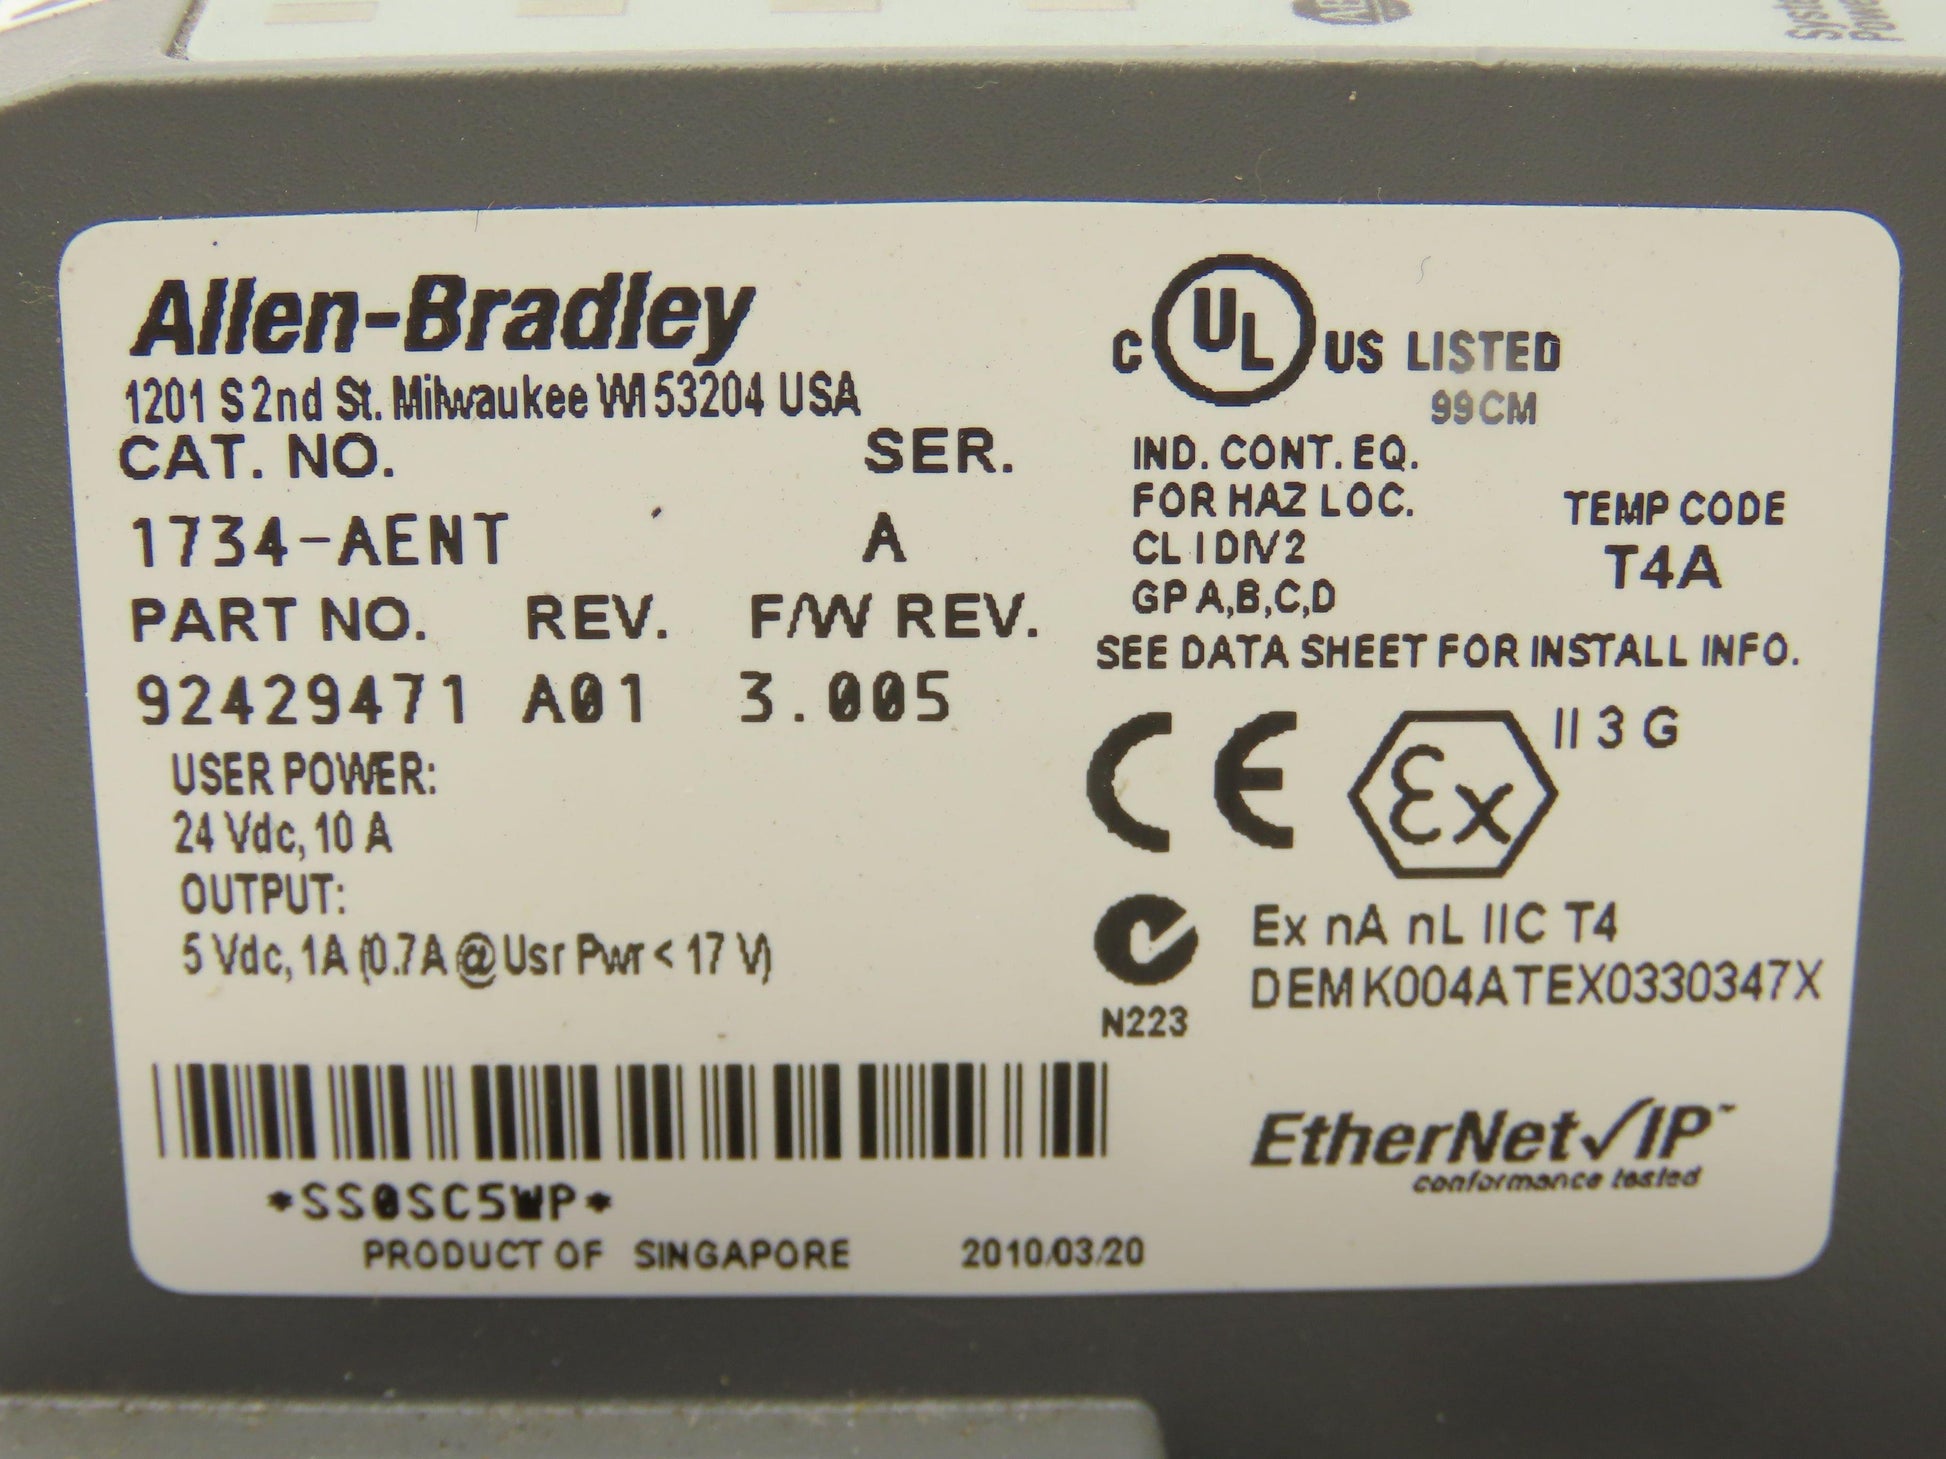 AB
Allen-Bradley
1201 S 2nd St. Milwaukee WI 53204 USA
CAT. NO. SER.
1734-AENT A
PART NO. REV. F/W REV.
92429471 A01 3.005
USER POWER:
24 Vdc, 10 A
OUTPUT:
5 Vdc, 1A (0.7A @ Usr Pwr < 17 V)
*SS0SC5WP*
PRODUCT OF SINGAPORE 2010/03/20
C UL US LISTED
99CM
IND. CONT. EQ.
FOR HAZ LOC.
CL I DIV 2
GP A,B,C,D
TEMP CODE
T4A
SEE DATA SHEET FOR INSTALL INFO.
CE Ex II 3 G
N223
Ex nA nL IIC T4
DEMK004ATEX0330347X
EtherNet/IP™
conformance tested